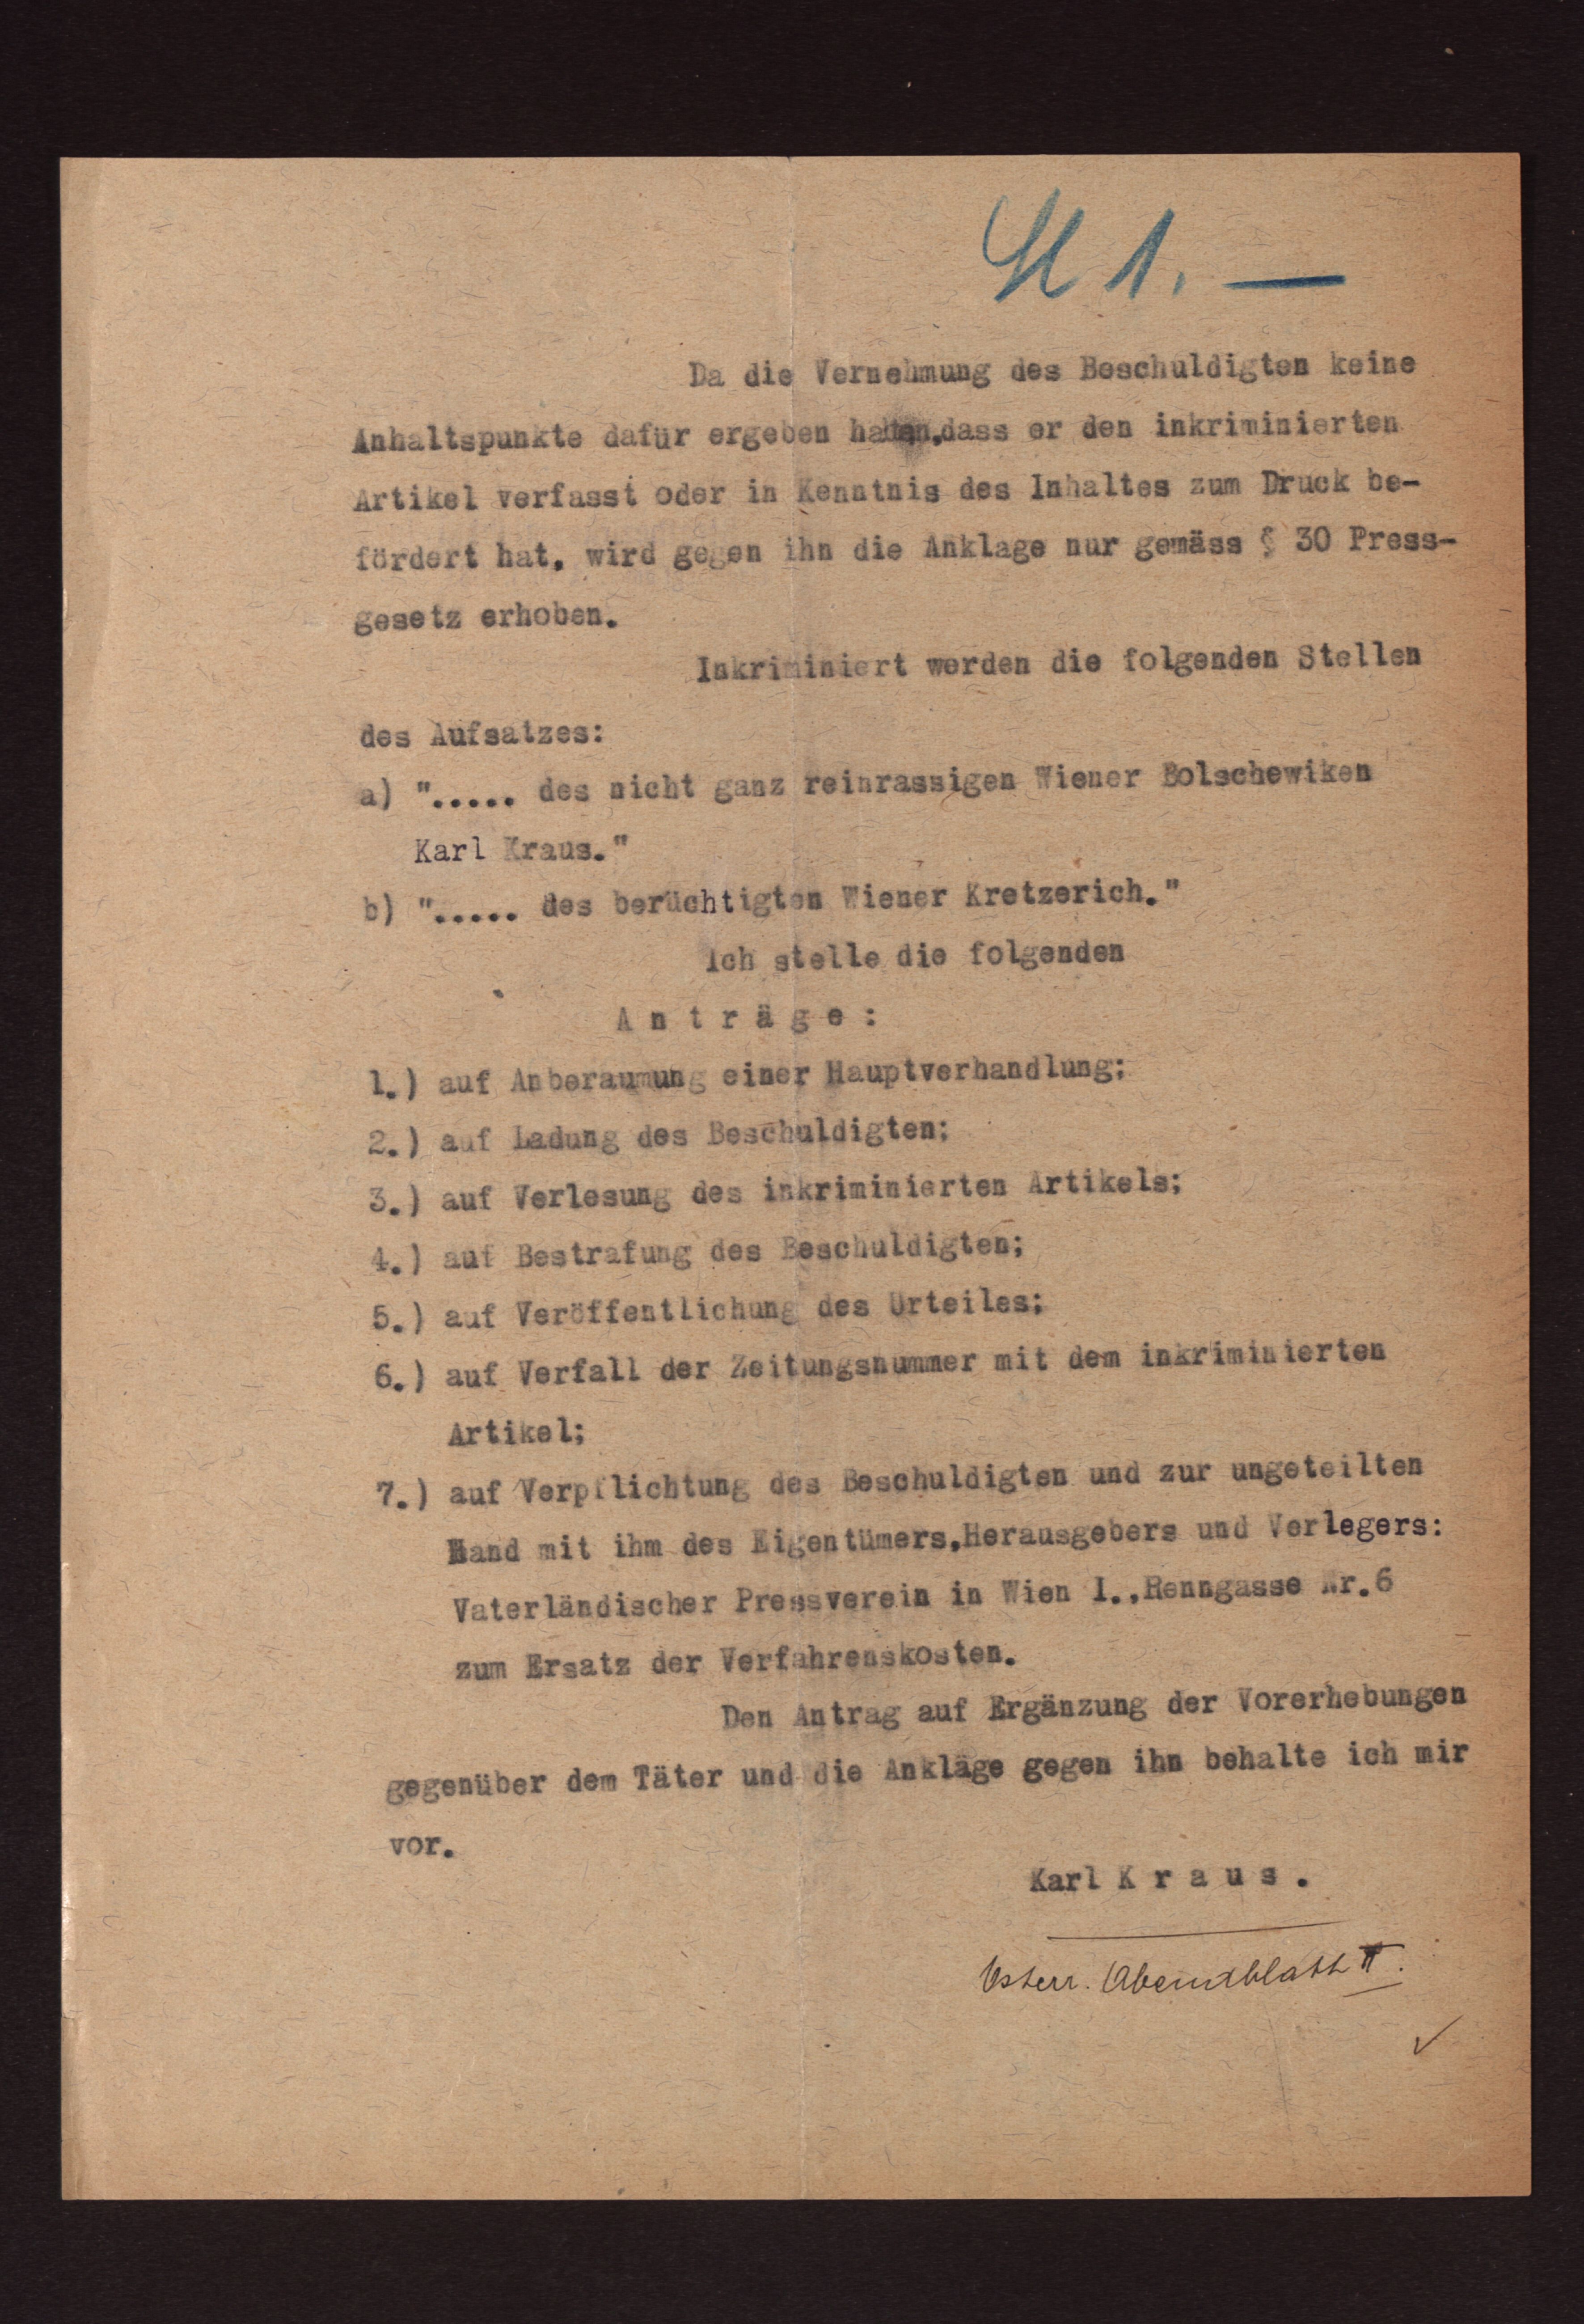 1. —
Da die Vernehmung des Beschuldigten keine
Anhaltspunkte dafür ergeben hatten, dass er den inkriminierten
Artikel verfasst oder in Kenntnis des Inhaltes zum Druck be-
fördert hat, wird gegen ihn die Anklage nur gemäss § 30 Press-
gesetz erhoben.
Inkriminiert werden die folgenden Stellen
des Aufsatzes:
a) "..... des nicht ganz reinrassigen Wiener Bolschewiken
Karl Kraus."
b) "..... des berüchtigten Wiener Kretzerich."
Ich stelle die folgenden
A n t r ä g e :
1.) auf Anberaumung einer Hauptverhandlung;
2.) auf Ladung des Beschuldigten;
3.) auf Verlesung des inkriminierten Artikels;
4.) auf Bestrafung des Beschuldigten;
5.) auf Veröffentlichung des Urteiles;
6.) auf Verfall der Zeitungsnummer mit dem inkriminierten
Artikel;
7.) auf Verpflichtung des Beschuldigten und zur ungeteilten
Hand mit ihm des Eigentümers,Herausgebers und Verlegers:
Vaterländischer Pressverein in Wien I.,Renngasse Nr.6
zum Ersatz der Verfahrenskosten.
Den Antrag auf Ergänzung der Vorerhebungen
gegenüber dem Täter und die Anklage gegen ihn behalte ich mir
vor.
Karl K r a u s .
Österr. Abendblatt II.